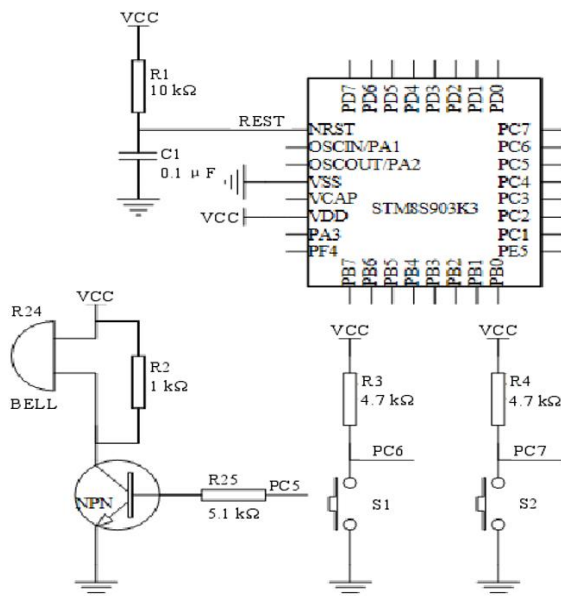 VCC
R1
10 kΩ
REST
C1
0.1 μF
VCC
PD7
PD6
PD5
PD4
PD3
PD2
PD1
PD0
NRST
OSCIN/PA1
OSCOUT/PA2
VSS
VCAP
VDD
PA3
PF4
STM8S903K3
PC7
PC6
PC5
PC4
PC3
PC2
PC1
PE5
PB7
PB6
PB5
PB4
PB3
PB2
PB1
PB0
R24
VCC
BELL
R2
1 kΩ
NPN
R25
5.1 kΩ
PC5
VCC
R3
4.7 kΩ
PC6
S1
VCC
R4
4.7 kΩ
PC7
S2